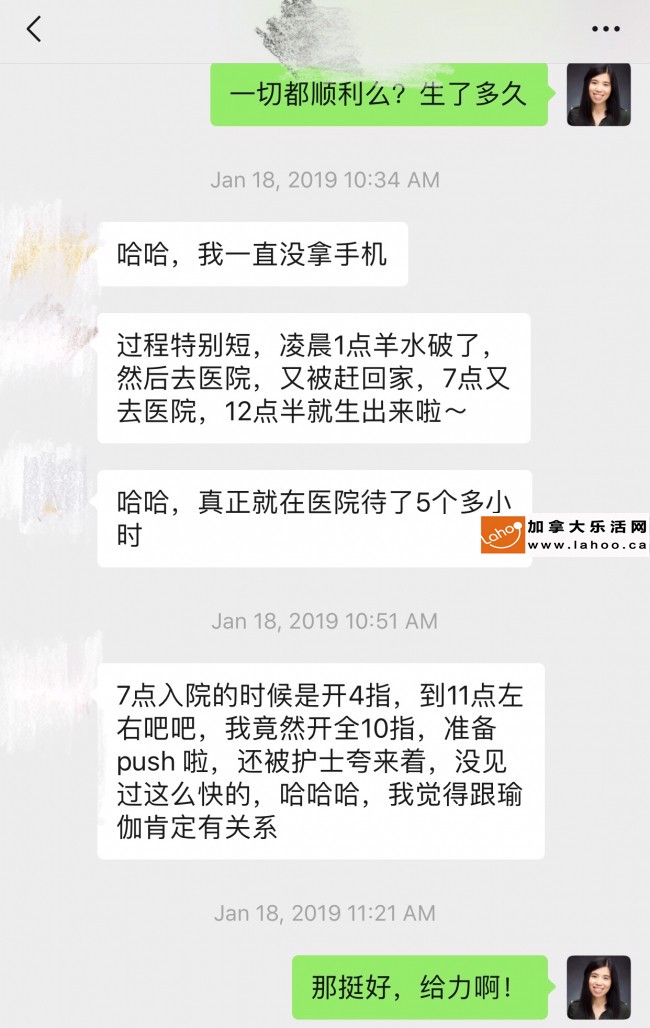 一切都顺利么？生了多久
Jan 18, 2019 10:34 AM
哈哈，我一直没拿手机
过程特别短，凌晨1点羊水破了，
然后去医院，又被赶回家，7点又
去医院，12点半就生出来啦～
哈哈，真正就在医院待了5个多小
时
Lahoo 加拿大乐活网
www.lahoo.ca
Jan 18, 2019 10:51 AM
7点入院的时候是开4指，到11点左
右吧吧，我竟然开全10指，准备
push 啦，还被护士夸来着，没见
过这么快的，哈哈哈，我觉得跟瑜
伽肯定有关系
Jan 18, 2019 11:21 AM
那挺好，给力啊！